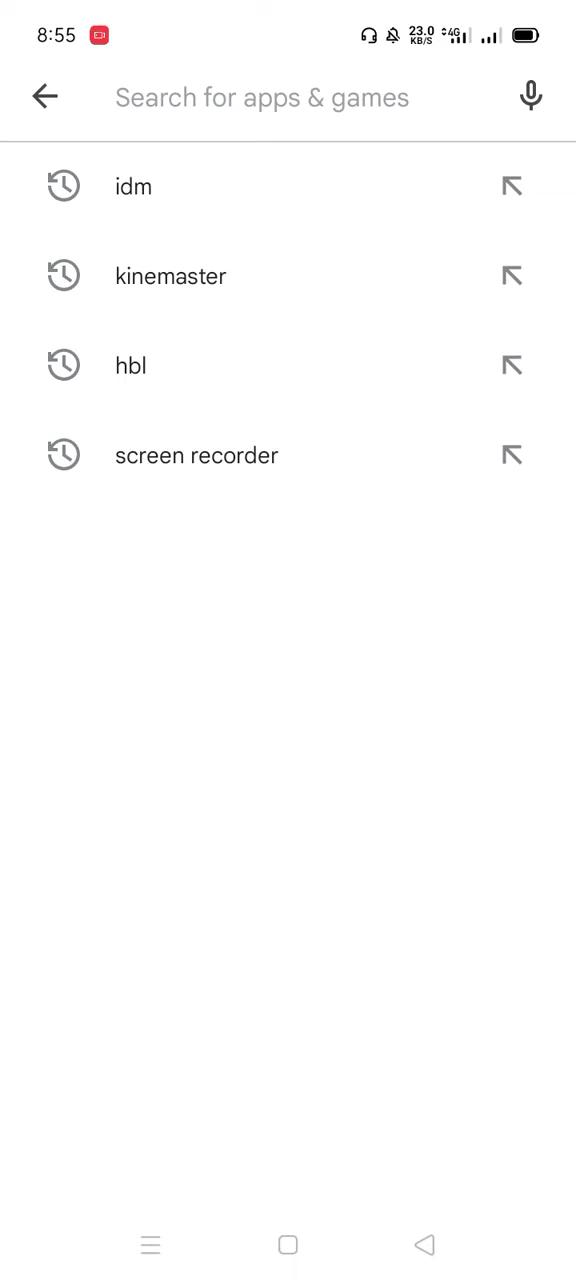 8:55
23.0
KB/S
4G
Search for apps & games
idm
kinemaster
hbl
screen recorder